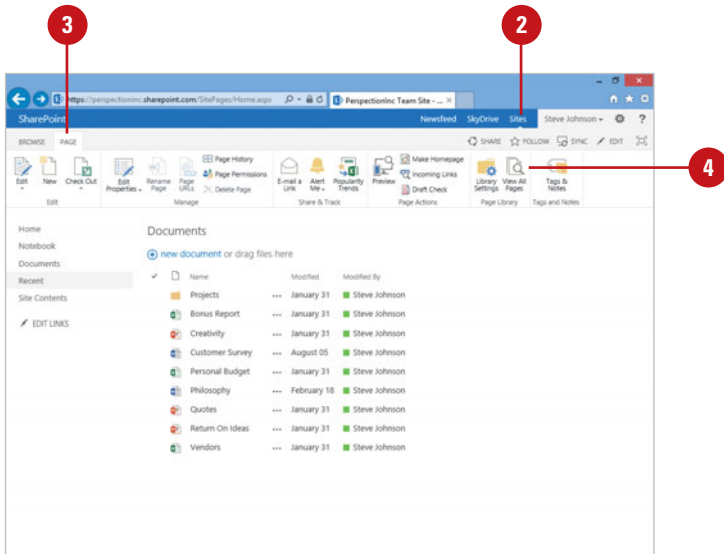 3
2
https://perspectioninc.sharepoint.com/SitePages/Home.aspx
PerspectionInc Team Site - ...
SharePoint
Newsfeed SkyDrive Sites Steve Johnson ?
BROWSE PAGE
SHARE FOLLOW SYNC EDIT
4
Edit New Check Out Edit Properties Rename Page Page URLs Page History Page Permissions Delete Page E-mail a Link Alert Me Popularity Trends Preview Make Homepage Incoming Links Draft Check Library Settings View All Pages Tags & Notes
Edit Manage Share & Track Page Actions Page Library Tags and Notes
Home
Notebook
Documents
Recent
Site Contents
EDIT LINKS
Documents
new document or drag files here
Name Modified Modified By
Projects ... January 31 Steve Johnson
Bonus Report ... January 31 Steve Johnson
Creativity ... January 31 Steve Johnson
Customer Survey ... August 05 Steve Johnson
Personal Budget ... January 31 Steve Johnson
Philosophy ... February 18 Steve Johnson
Quotes ... January 31 Steve Johnson
Return On Ideas ... January 31 Steve Johnson
Vendors ... January 31 Steve Johnson